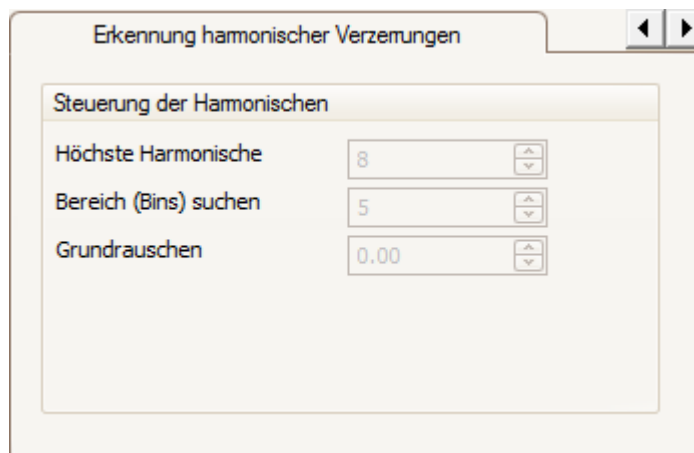 Erkennung harmonischer Verzerrungen
Steuerung der Harmonischen
Höchste Harmonische 8
Bereich (Bins) suchen 5
Grundrauschen 0.00